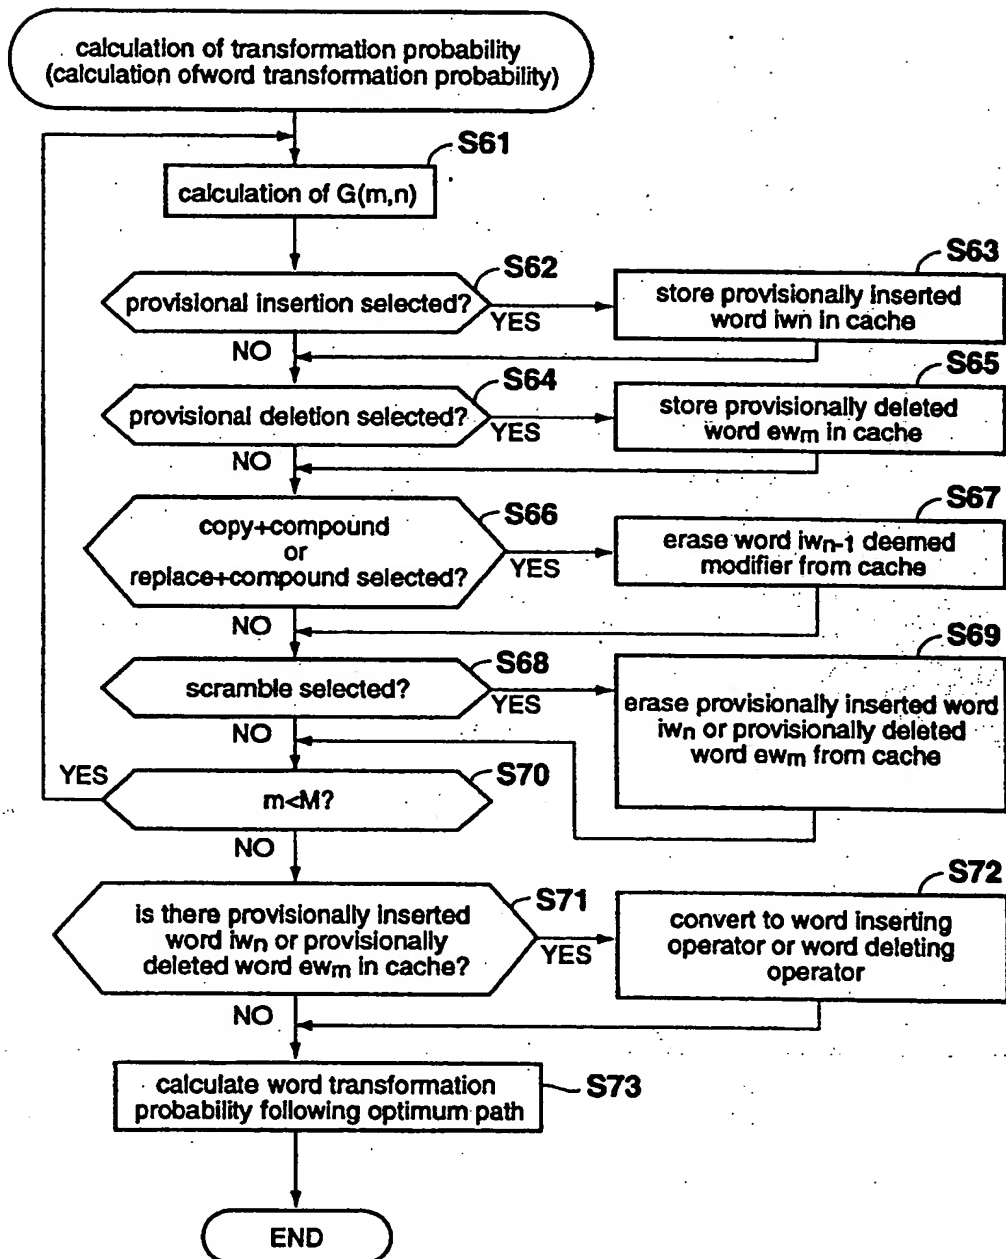 calculation of transformation probability
(calculation ofword transformation probability)
S61
calculation of G(m,n)
S62
provisional insertion selected?
YES
NO
S63
store provisionally inserted
word iwn in cache
S64
provisional deletion selected?
YES
NO
S65
store provisionally deleted
word ewm in cache
S66
copy+compound
or
replace+compound selected?
YES
NO
S67
erase word iwn-1 deemed
modifier from cache
S68
scramble selected?
YES
NO
S69
erase provisionally inserted word
iwn or provisionally deleted
word ewm from cache
S70
YES
m<M?
NO
S71
is there provisionally inserted
word iwn or provisionally
deleted word ewm in cache?
YES
NO
S72
convert to word inserting
operator or word deleting
operator
S73
calculate word transformation
probability following optimum path
END